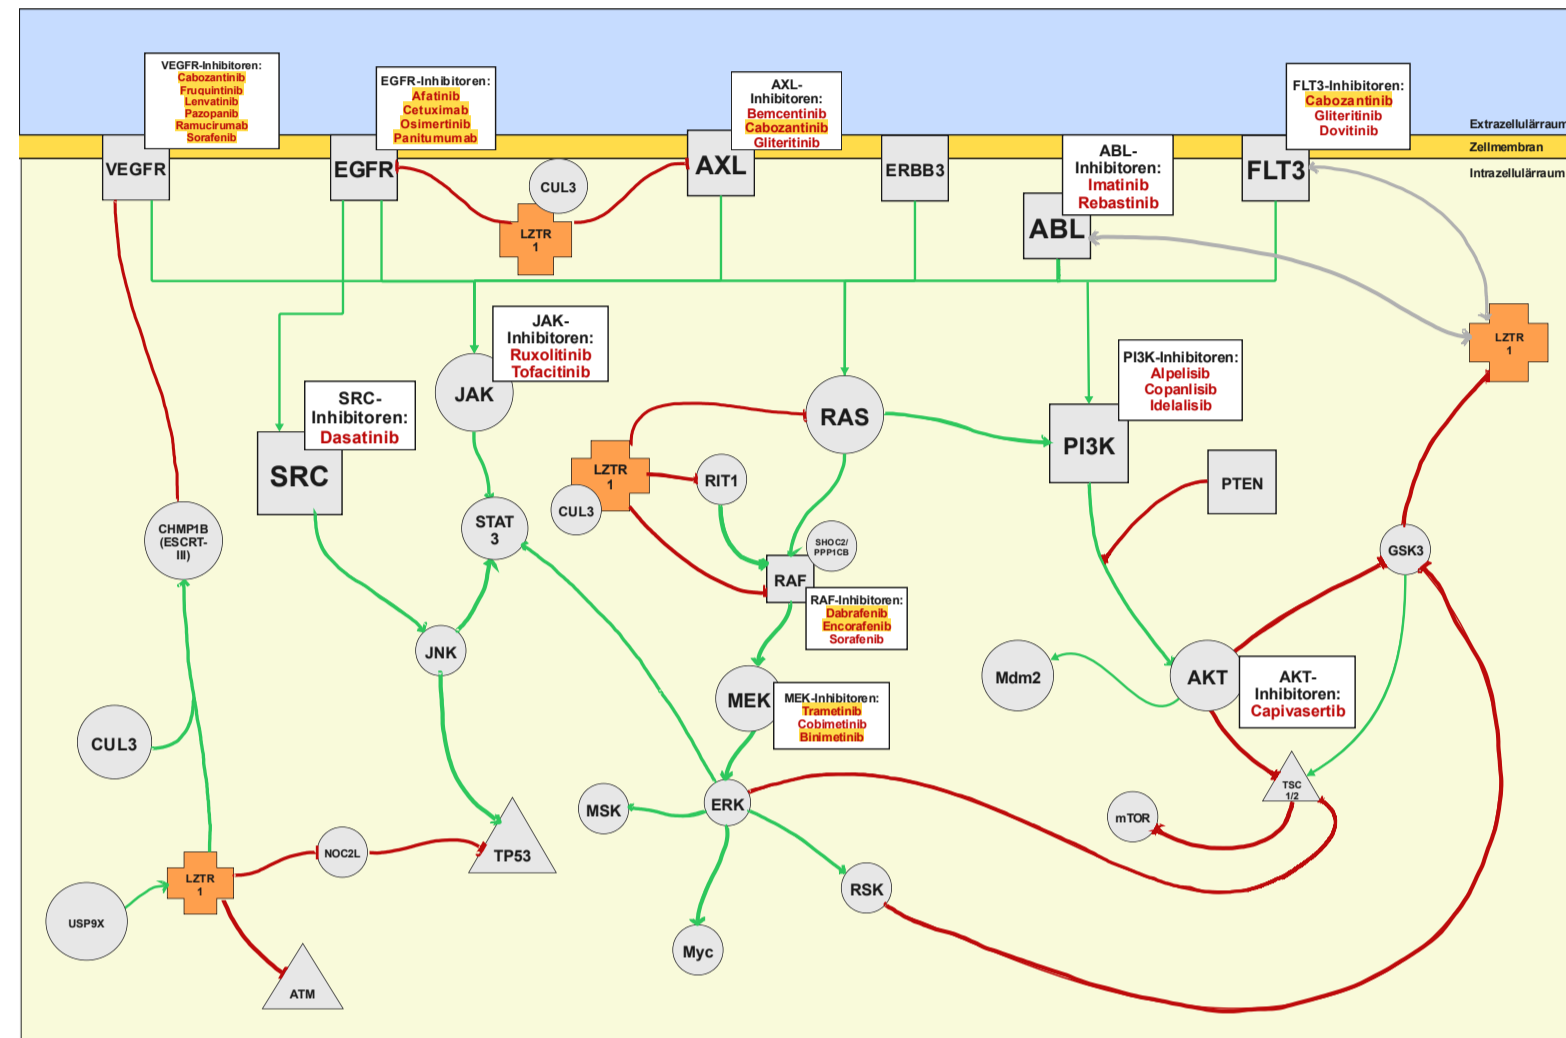 VEGFR-Inhibitoren:
Cabozantinib
Fruquintinib
Lenvatinib
Pazopanib
Ramucirumab
Sorafenib
EGFR-Inhibitoren:
Afatinib
Cetuximab
Osimertinib
Panitumumab
AXL-
Inhibitoren:
Bemcentinib
Cabozantinib
Gliteritinib
FLT3-Inhibitoren:
Cabozantinib
Gliteritinib
Dovitinib
Extrazellulärraum
Zellmembran
Intrazellulärraum
VEGFR
EGFR
CUL3
LZTR
1
AXL
ERBB3
ABL-
Inhibitoren:
Imatinib
Rebastinib
ABL
FLT3
LZTR
1
JAK-
Inhibitoren:
Ruxolitinib
Tofacitinib
JAK
SRC-
Inhibitoren:
Dasatinib
SRC
RAS
PI3K-Inhibitoren:
Alpelisib
Copanlisib
Idelalisib
PI3K
PTEN
LZTR
1
CUL3
RIT1
STAT
3
CHMP1B
(ESCRT-
III)
SHOC2/
PPP1CB
RAF
RAF-Inhibitoren:
Dabrafenib
Encorafenib
Sorafenib
GSK3
JNK
MEK
MEK-Inhibitoren:
Trametinib
Cobimetinib
Binimetinib
Mdm2
AKT
AKT-
Inhibitoren:
Capivasertib
CUL3
MSK
ERK
mTOR
TSC
1/2
NOC2L
TP53
LZTR
1
USP9X
RSK
Myc
ATM